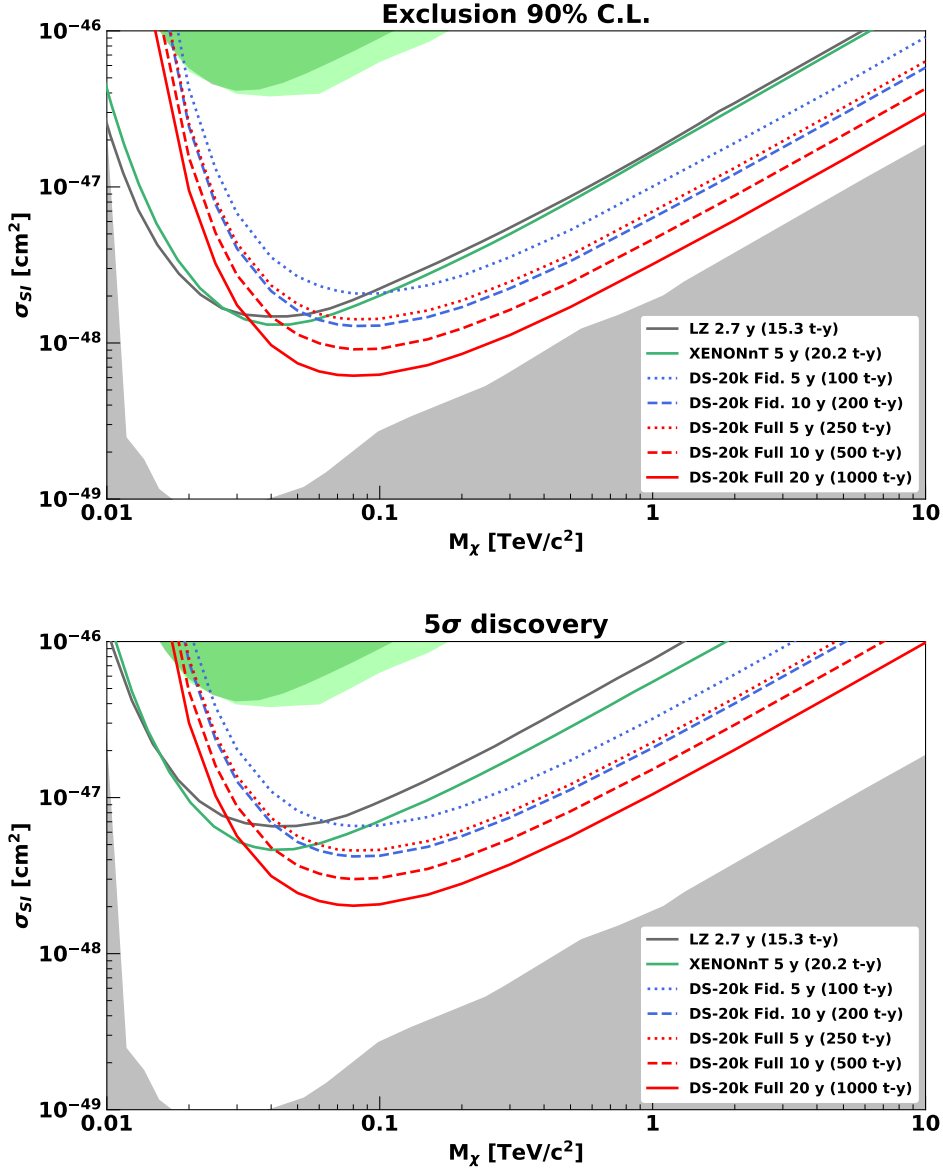 Exclusion 90% C.L.
10⁻⁴⁶
10⁻⁴⁷
10⁻⁴⁸
10⁻⁴⁹
σ_SI [cm²]
LZ 2.7 y (15.3 t-y)
XENONnT 5 y (20.2 t-y)
DS-20k Fid. 5 y (100 t-y)
DS-20k Fid. 10 y (200 t-y)
DS-20k Full 5 y (250 t-y)
DS-20k Full 10 y (500 t-y)
DS-20k Full 20 y (1000 t-y)
0.01 0.1 1 10
M_χ [TeV/c²]
5σ discovery
10⁻⁴⁶
10⁻⁴⁷
10⁻⁴⁸
10⁻⁴⁹
σ_SI [cm²]
LZ 2.7 y (15.3 t-y)
XENONnT 5 y (20.2 t-y)
DS-20k Fid. 5 y (100 t-y)
DS-20k Fid. 10 y (200 t-y)
DS-20k Full 5 y (250 t-y)
DS-20k Full 10 y (500 t-y)
DS-20k Full 20 y (1000 t-y)
0.01 0.1 1 10
M_χ [TeV/c²]